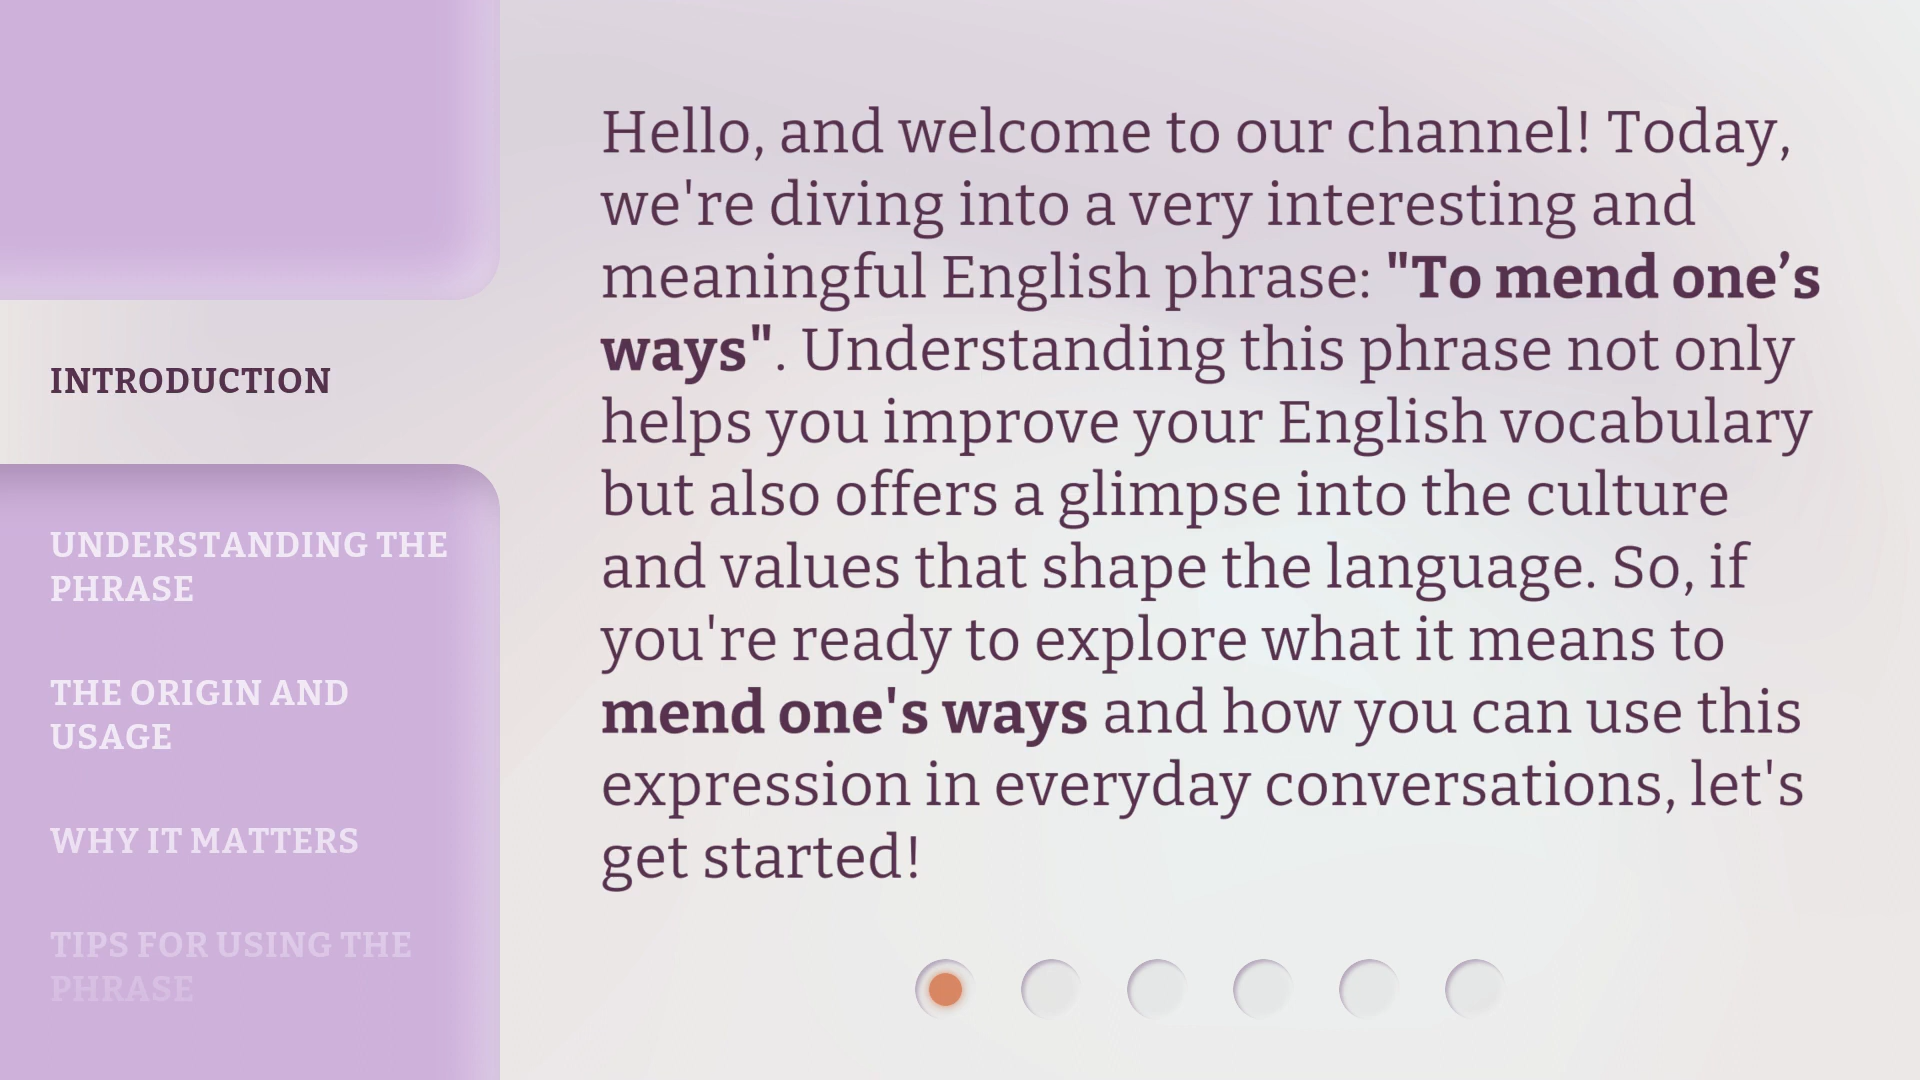 INTRODUCTION
UNDERSTANDING THE
PHRASE
THE ORIGIN AND
USAGE
WHY IT MATTERS
TIPS FOR USING THE
PHRASE
Hello, and welcome to our channel! Today,
we're diving into a very interesting and
meaningful English phrase: "To mend one’s
ways". Understanding this phrase not only
helps you improve your English vocabulary
but also offers a glimpse into the culture
and values that shape the language. So, if
you're ready to explore what it means to
mend one's ways and how you can use this
expression in everyday conversations, let's
get started!